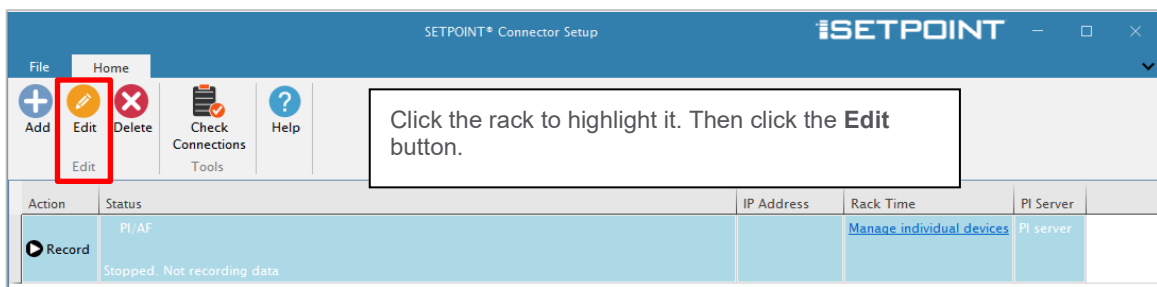 SETPOINT® Connector Setup
SETPOINT
File Home
Add Edit Delete Check Connections Help
Edit Tools
Click the rack to highlight it. Then click the Edit
button.
Action Status IP Address Rack Time PI Server
PI/AF Manage individual devices PI server
Record
Stopped. Not recording data